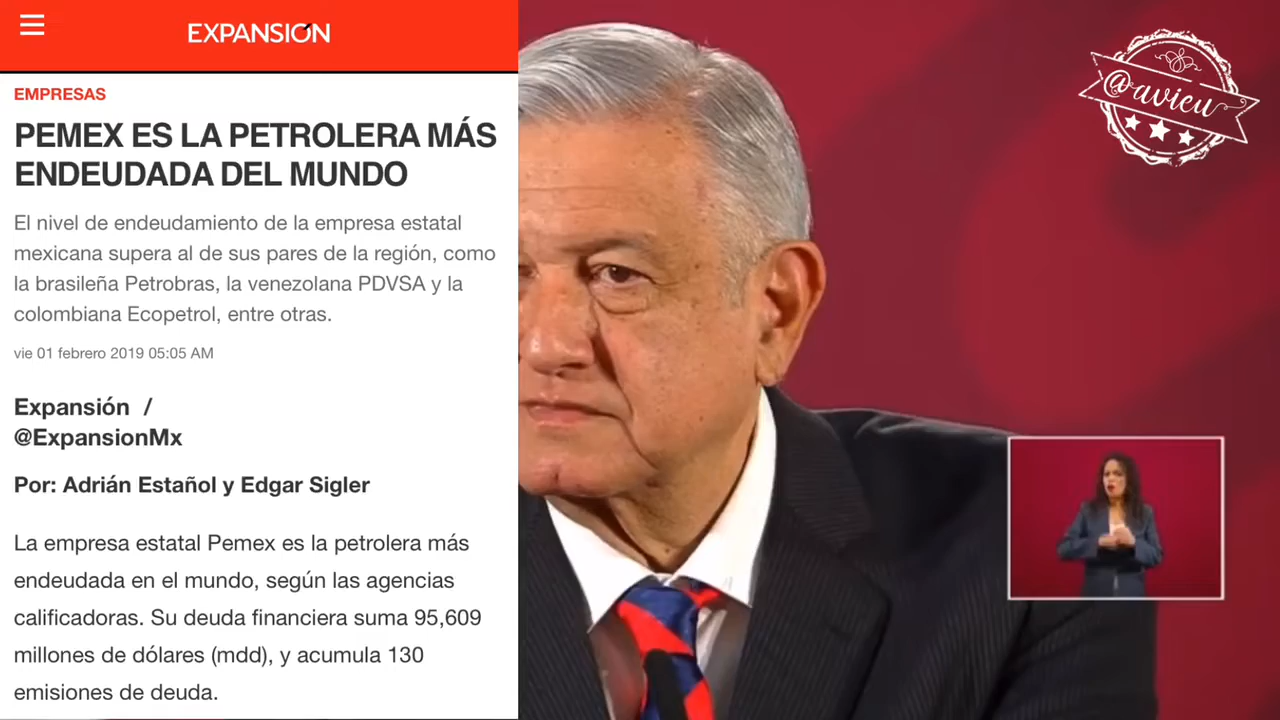 EXPANSIÓN
EMPRESAS
PEMEX ES LA PETROLERA MÁS
ENDEUDADA DEL MUNDO
El nivel de endeudamiento de la empresa estatal
mexicana supera al de sus pares de la región, como
la brasileña Petrobras, la venezolana PDVSA y la
colombiana Ecopetrol, entre otras.
vie 01 febrero 2019 05:05 AM
Expansión /
@ExpansionMx
Por: Adrián Estañol y Edgar Sigler
La empresa estatal Pemex es la petrolera más
endeudada en el mundo, según las agencias
calificadoras. Su deuda financiera suma 95,609
millones de dólares (mdd), y acumula 130
emisiones de deuda.
@avieu